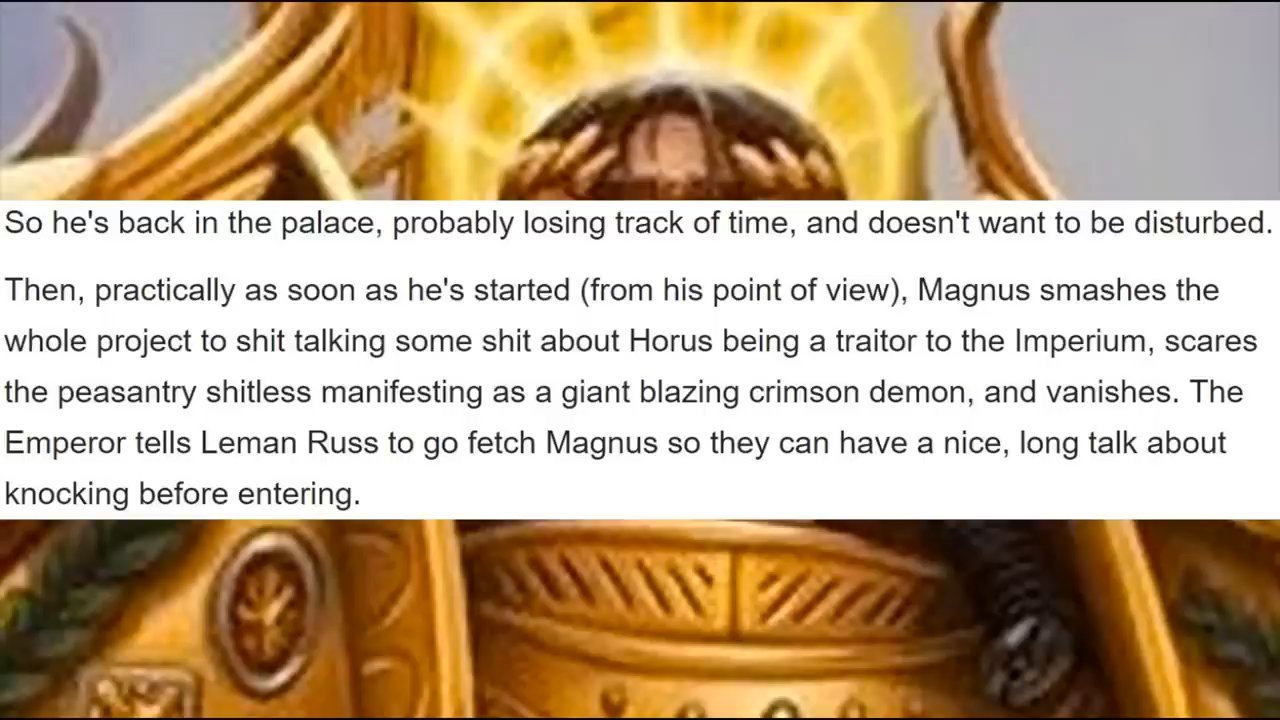 So he's back in the palace, probably losing track of time, and doesn't want to be disturbed.
Then, practically as soon as he's started (from his point of view), Magnus smashes the
whole project to shit talking some shit about Horus being a traitor to the Imperium, scares
the peasantry shitless manifesting as a giant blazing crimson demon, and vanishes. The
Emperor tells Leman Russ to go fetch Magnus so they can have a nice, long talk about
knocking before entering.